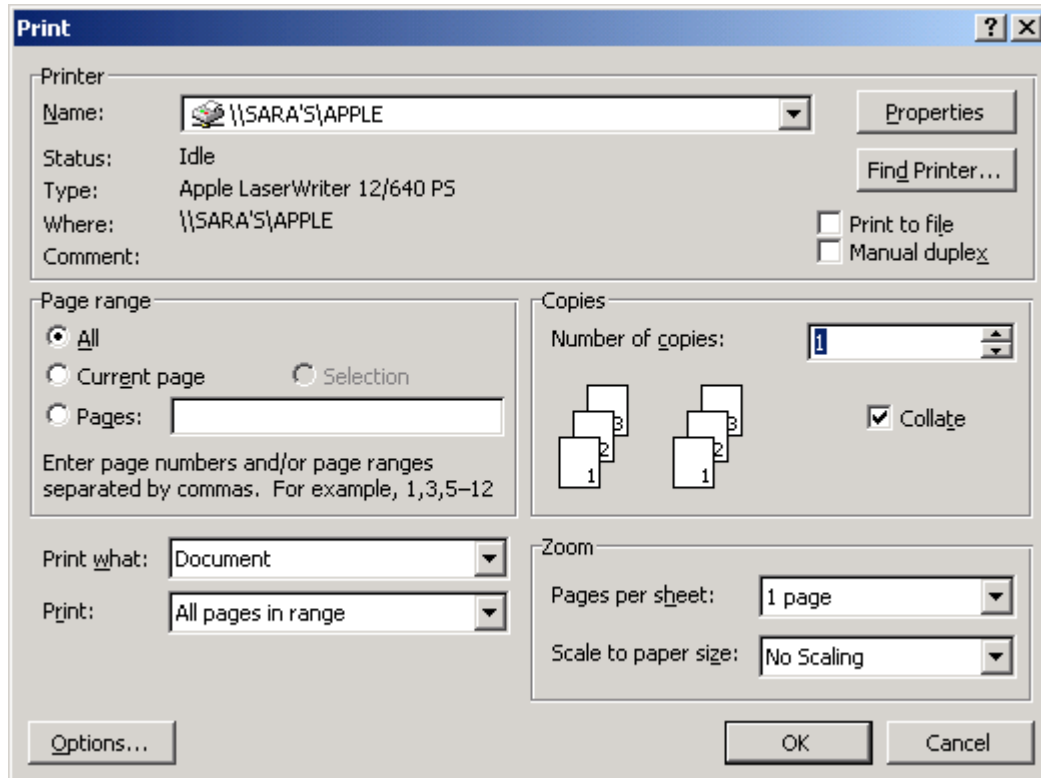 Print
Printer
Name: \\SARA'S\APPLE Properties
Status: Idle
Find Printer...
Type: Apple LaserWriter 12/640 PS
Where: \\SARA'S\APPLE
Print to file
Comment:
Manual duplex
Page range
All
Current page Selection
Pages:
Enter page numbers and/or page ranges
separated by commas. For example, 1,3,5–12
Copies
Number of copies: 1
3 3
2 2
1 1
Collate
Print what: Document
Print: All pages in range
Zoom
Pages per sheet: 1 page
Scale to paper size: No Scaling
Options... OK Cancel